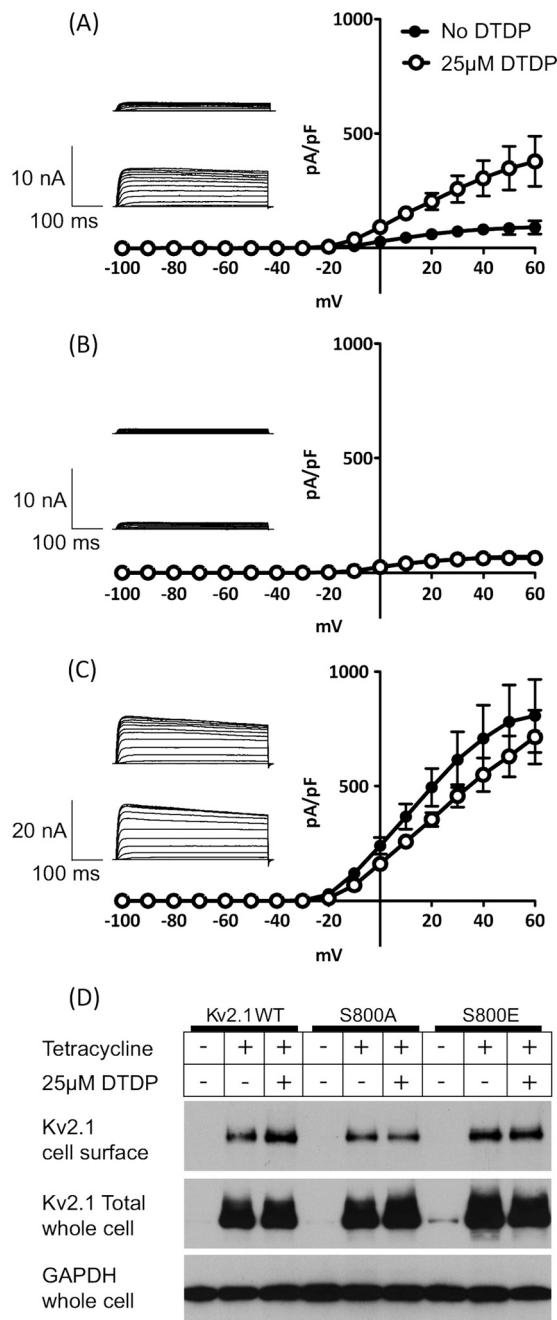 (A)
1000
No DTDP
25µM DTDP
pA/pF
500
10 nA
100 ms
-100 -80 -60 -40 -20 20 40 60
mV
(B)
1000
pA/pF
500
10 nA
100 ms
-100 -80 -60 -40 -20 20 40 60
mV
(C)
1000
pA/pF
500
20 nA
100 ms
-100 -80 -60 -40 -20 20 40 60
mV
(D)
Kv2.1WT S800A S800E
Tetracycline - + + - + + - + +
25µM DTDP - - + - - + - - +
Kv2.1
cell surface
Kv2.1 Total
whole cell
GAPDH
whole cell